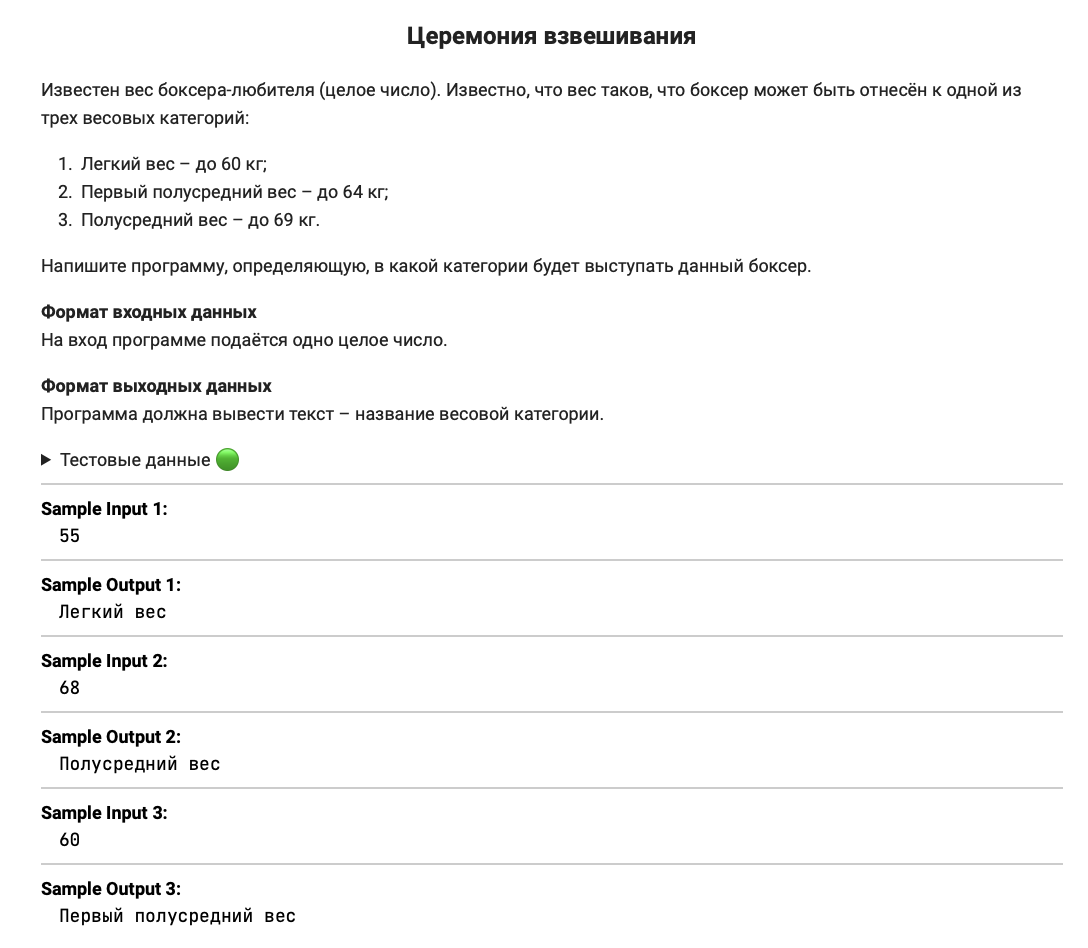 Церемония взвешивания
Известен вес боксера-любителя (целое число). Известно, что вес таков, что боксер может быть отнесён к одной из
трех весовых категорий:
1. Легкий вес – до 60 кг;
2. Первый полусредний вес – до 64 кг;
3. Полусредний вес – до 69 кг.
Напишите программу, определяющую, в какой категории будет выступать данный боксер.
Формат входных данных
На вход программе подаётся одно целое число.
Формат выходных данных
Программа должна вывести текст – название весовой категории.
Тестовые данные
Sample Input 1:
55
Sample Output 1:
Легкий вес
Sample Input 2:
68
Sample Output 2:
Полусредний вес
Sample Input 3:
60
Sample Output 3:
Первый полусредний вес